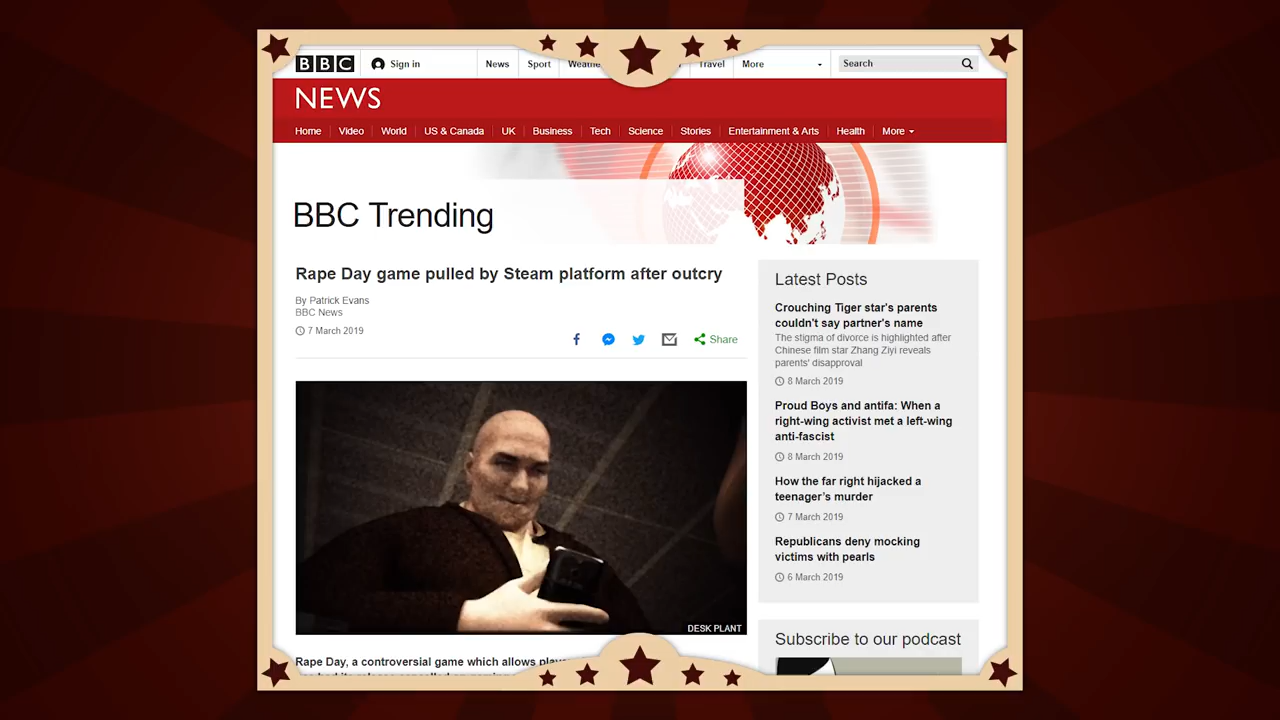 BBC
Sign in
News
Sport
Travel
More
Search
NEWS
Home
Video
World
US & Canada
UK
Business
Tech
Science
Stories
Entertainment & Arts
Health
More
BBC Trending
Rape Day game pulled by Steam platform after outcry
By Patrick Evans
BBC News
7 March 2019
Share
DESK PLANT
Rape Day, a controversial game which allows
Latest Posts
Crouching Tiger star's parents
couldn't say partner's name
The stigma of divorce is highlighted after
Chinese film star Zhang Ziyi reveals
parents' disapproval
8 March 2019
Proud Boys and antifa: When a
right-wing activist met a left-wing
anti-fascist
8 March 2019
How the far right hijacked a
teenager’s murder
7 March 2019
Republicans deny mocking
victims with pearls
6 March 2019
Subscribe to our podcast